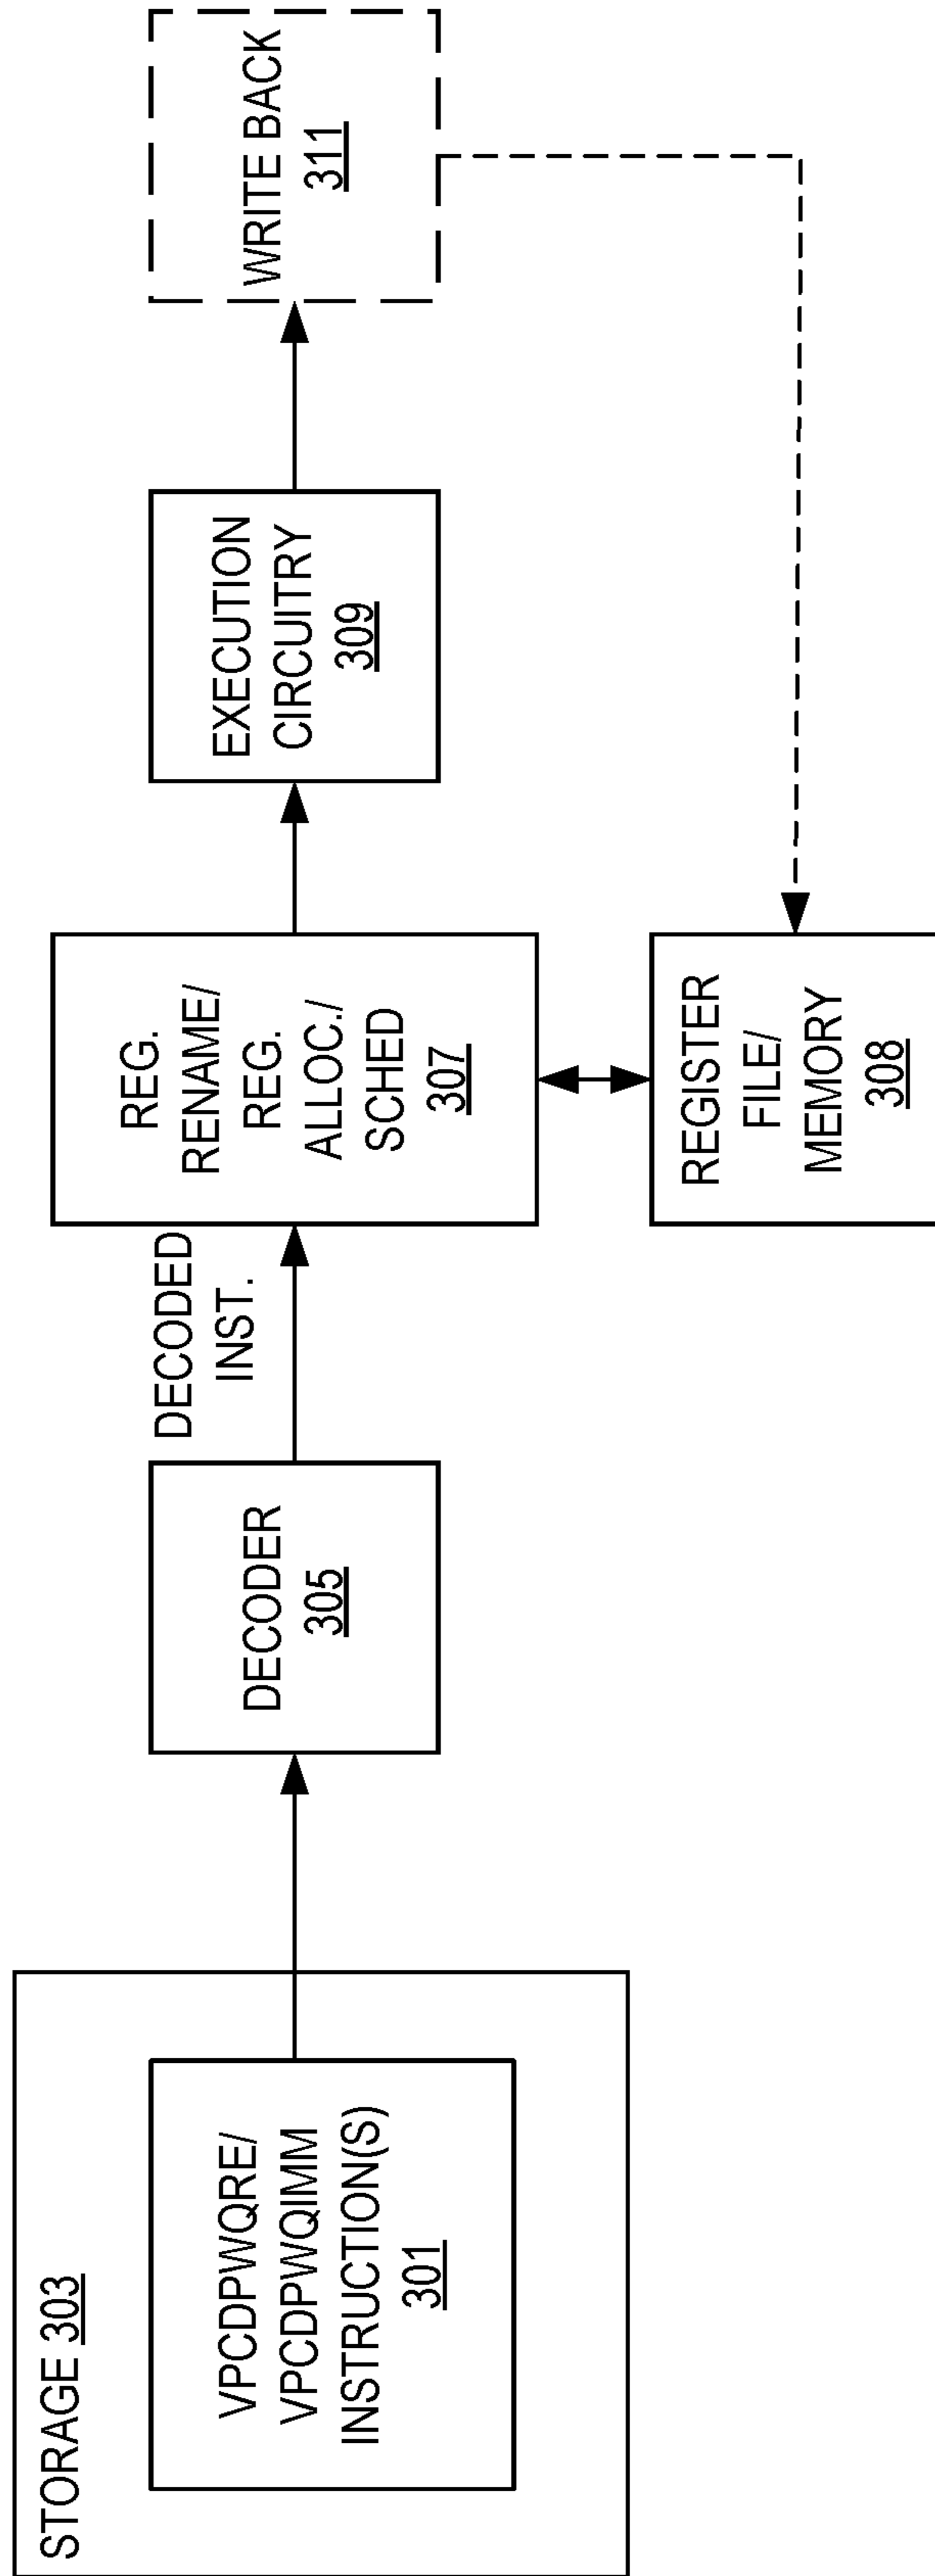 STORAGE 303
VPCDPWQRE/
VPCDPWQIMM
INSTRUCTION(S)
301
DECODER
305
DECODED
INST.
REG.
RENAME/
REG.
ALLOC./
SCHED
307
REGISTER
FILE/
MEMORY
308
EXECUTION
CIRCUITRY
309
WRITE BACK
311